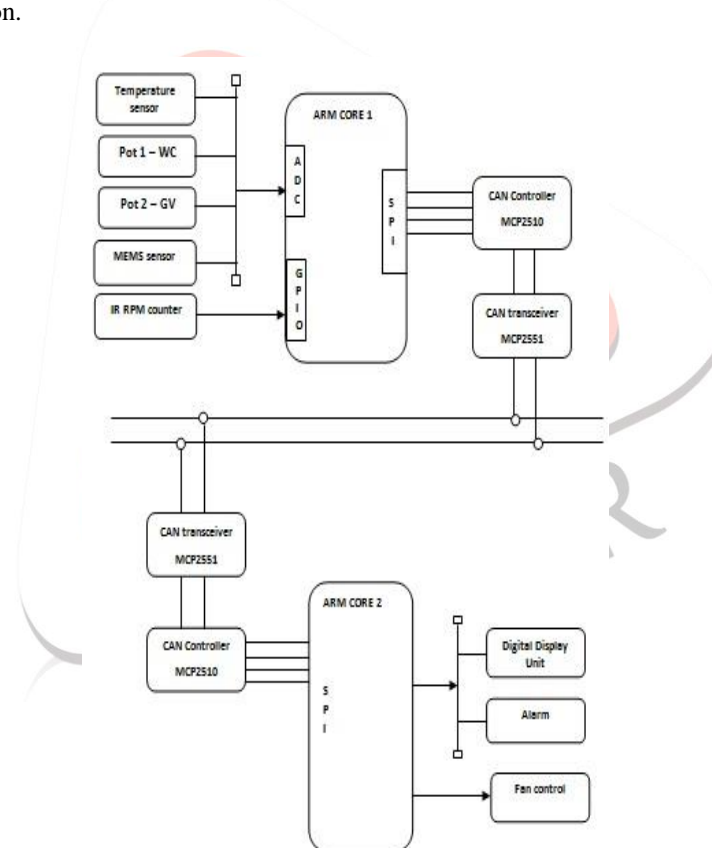 on.
Temperature
sensor
Pot 1 – WC
Pot 2 – GV
MEMS sensor
IR RPM counter
ARM CORE 1
A
D
C
G
P
I
O
S
P
I
CAN Controller
MCP2510
CAN transceiver
MCP2551
CAN transceiver
MCP2551
CAN Controller
MCP2510
ARM CORE 2
S
P
I
Digital Display
Unit
Alarm
Fan control
R